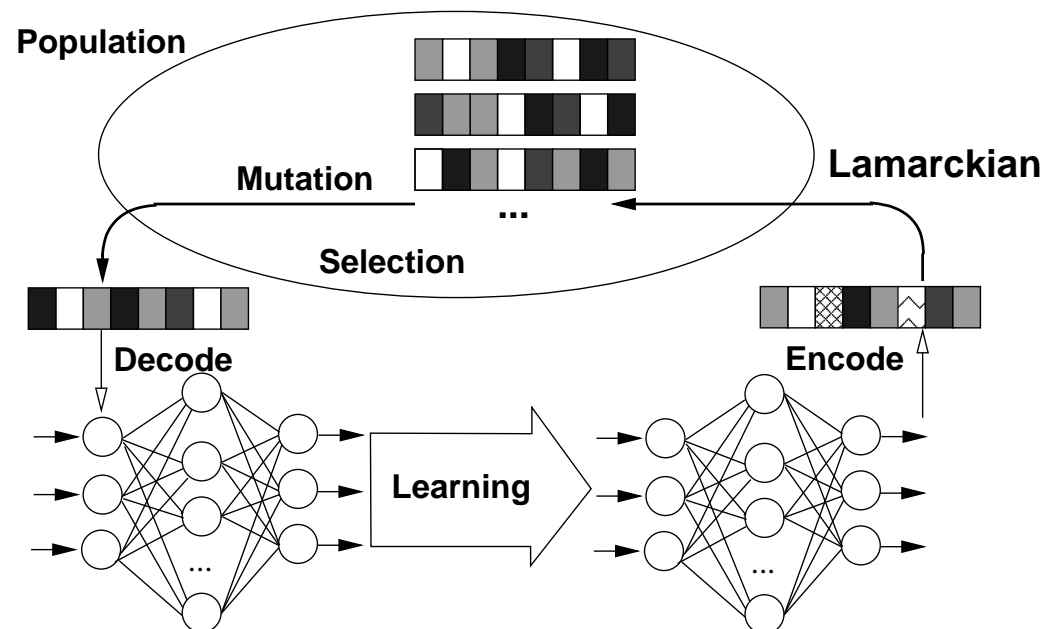 Population
Lamarckian
Mutation
...
Selection
Decode
Encode
Learning
...
...